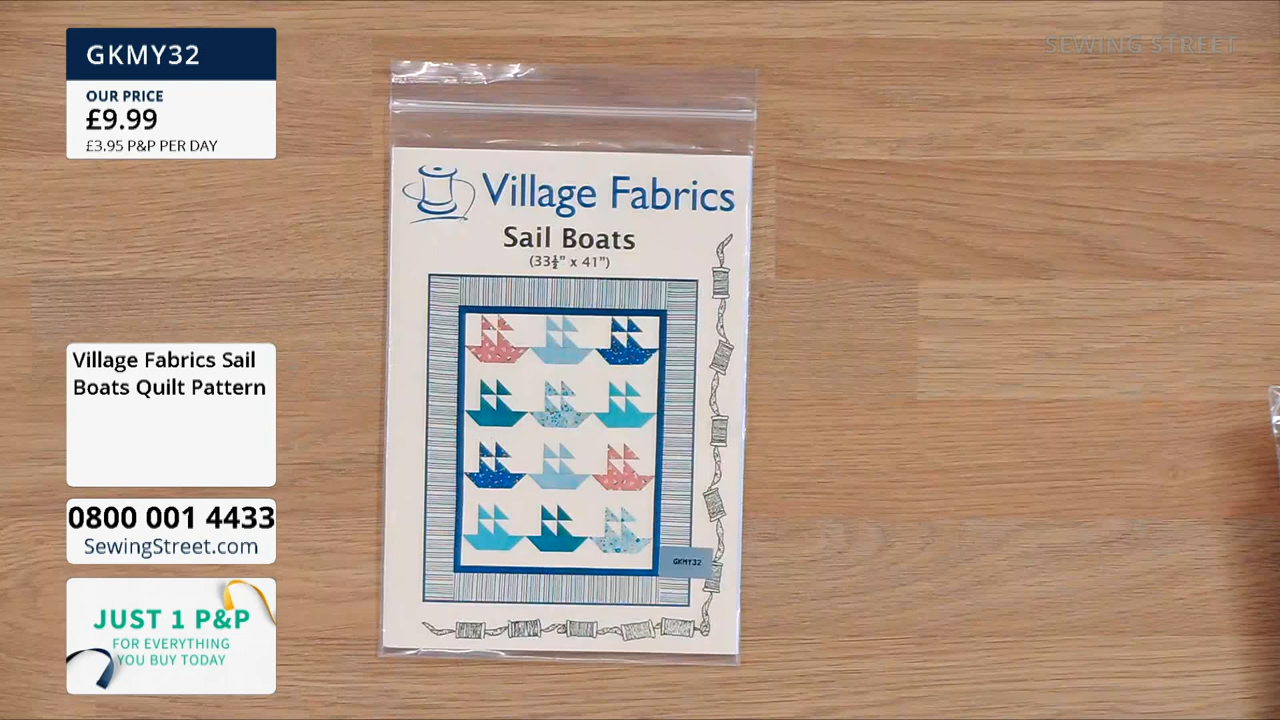 GKMY32
OUR PRICE
£9.99
£3.95 P&P PER DAY
SEWING STREET
Village Fabrics
Sail Boats
(33½" x 41")
GKMY32
Village Fabrics Sail
Boats Quilt Pattern
0800 001 4433
SewingStreet.com
JUST 1 P&P
FOR EVERYTHING
YOU BUY TODAY